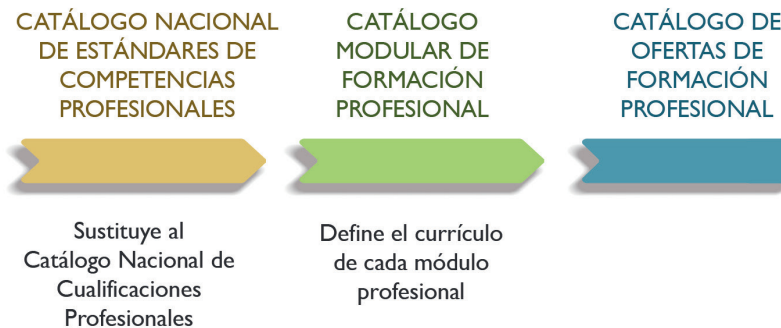 CATÁLOGO NACIONAL
DE ESTÁNDARES DE
COMPETENCIAS
PROFESIONALES
Sustituye al
Catálogo Nacional de
Cualificaciones
Profesionales
CATÁLOGO
MODULAR DE
FORMACIÓN
PROFESIONAL
Define el currículo
de cada módulo
profesional
CATÁLOGO DE
OFERTAS DE
FORMACIÓN
PROFESIONAL